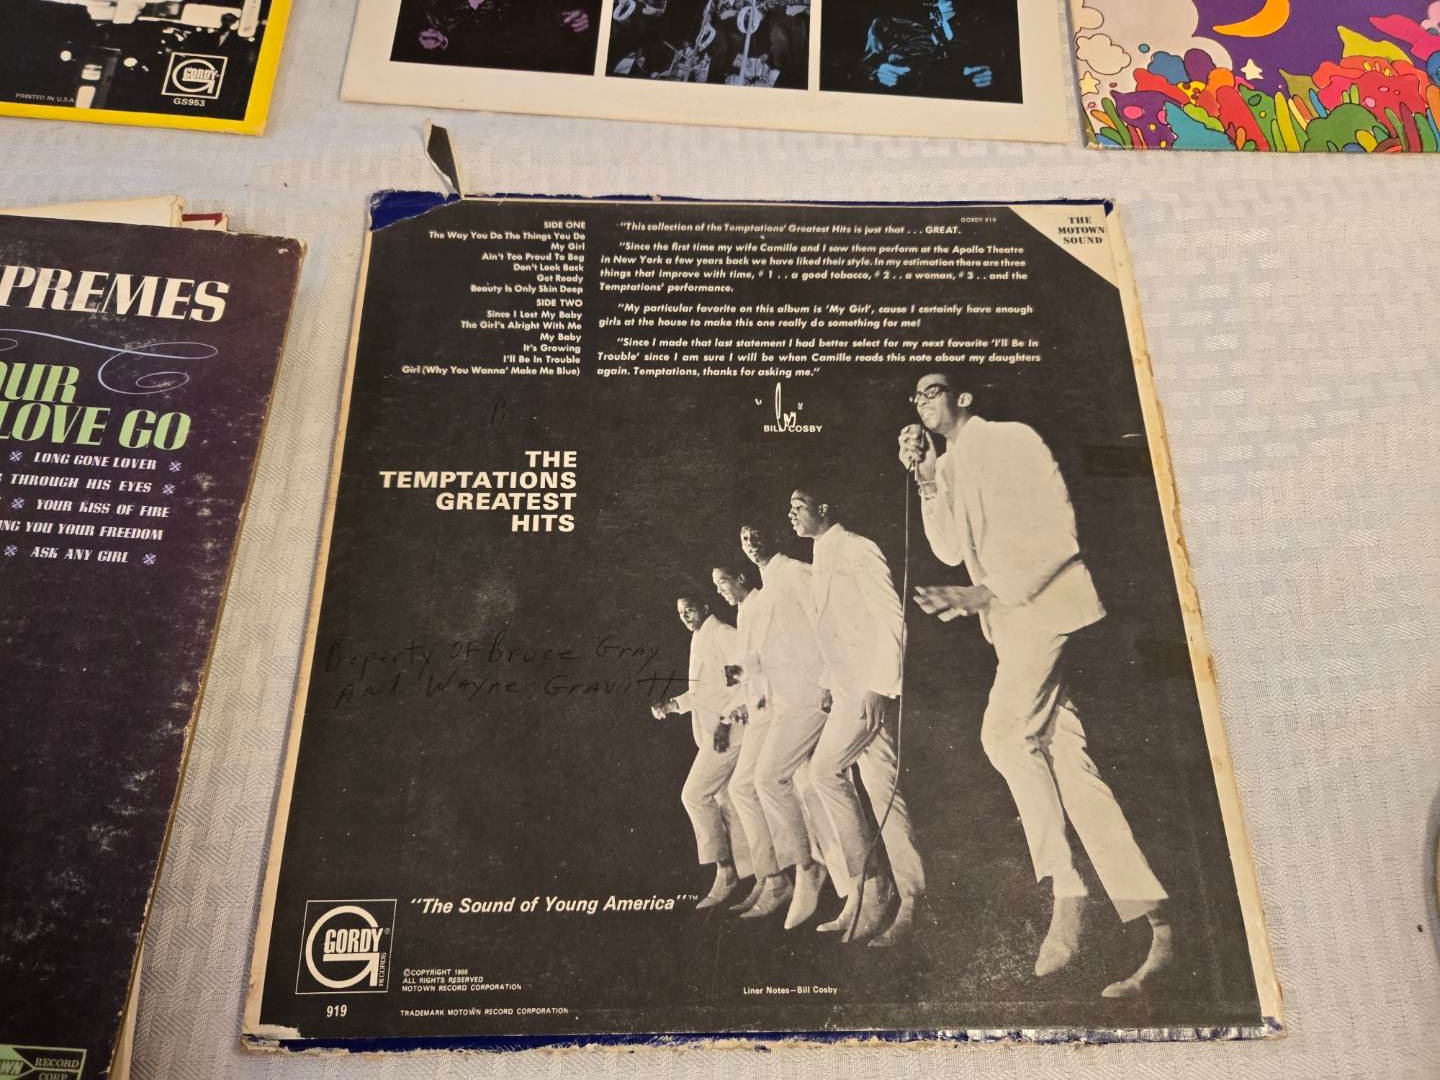 GORDY
PRINTED IN U.S.A.
GS953
PREMES
OUR
LOVE GO
LONG GONE LOVER
THROUGH HIS EYES
YOUR KISS OF FIRE
ING YOU YOUR FREEDOM
ASK ANY GIRL
RECORD
CORP
SIDE ONE
The Way You Do The Things You Do
My Girl
Ain't Too Proud To Beg
Don't Look Back
Get Ready
Beauty Is Only Skin Deep
SIDE TWO
Since I Lost My Baby
The Girl's Alright With Me
My Baby
It's Growing
I'll Be In Trouble
Girl (Why You Wanna' Make Me Blue)
"This collection of the Temptations' Greatest Hits is just that . . . GREAT.
"Since the first time my wife Camille and I saw them perform at the Apollo Theatre
in New York a few years back we have liked their style. In my estimation there are three
things that improve with time, #1 . . a good tobacco, #2 . . a woman, #3 . . and the
Temptations' performance.
"My particular favorite on this album is 'My Girl', cause I certainly have enough
girls at the house to make this one really do something for me!
"Since I made that last statement I had better select for my next favorite 'I'll Be In
Trouble' since I am sure I will be when Camille reads this note about my daughters
again. Temptations, thanks for asking me."
BILL COSBY
GORDY 919
THE
MOTOWN
SOUND
THE
TEMPTATIONS
GREATEST
HITS
Property Of Bruce Gray
And Wayne Gravitt
"The Sound of Young America"™
GORDY®
RECORDS
919
©COPYRIGHT 1966
ALL RIGHTS RESERVED
MOTOWN RECORD CORPORATION
TRADEMARK MOTOWN RECORD CORPORATION
Liner Notes—Bill Cosby